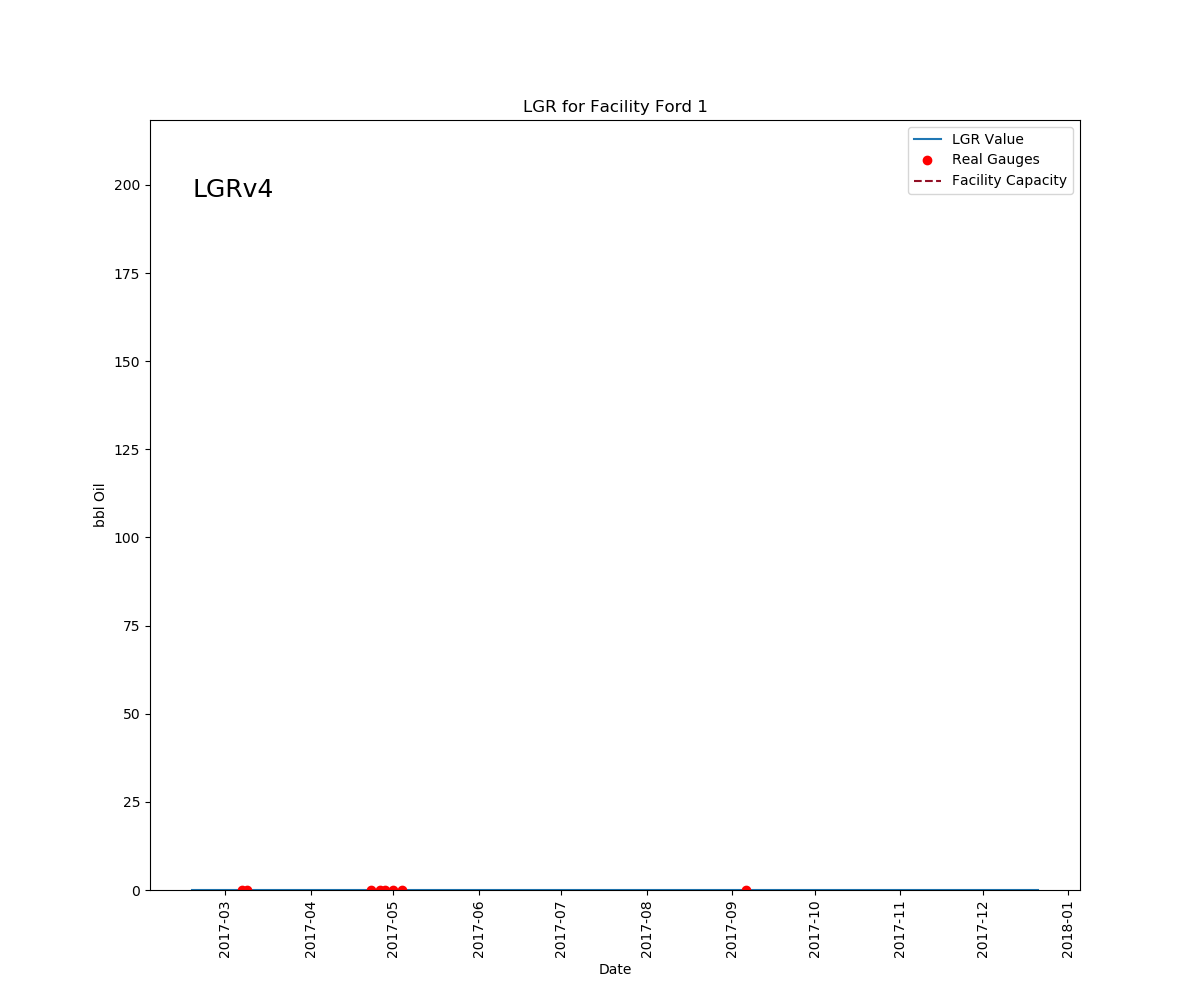 LGR for Facility Ford 1
LGR Value
Real Gauges
Facility Capacity
LGRv4
200
175
150
125
100
75
50
25
0
bbl Oil
2017-03
2017-04
2017-05
2017-06
2017-07
2017-08
2017-09
2017-10
2017-11
2017-12
2018-01
Date